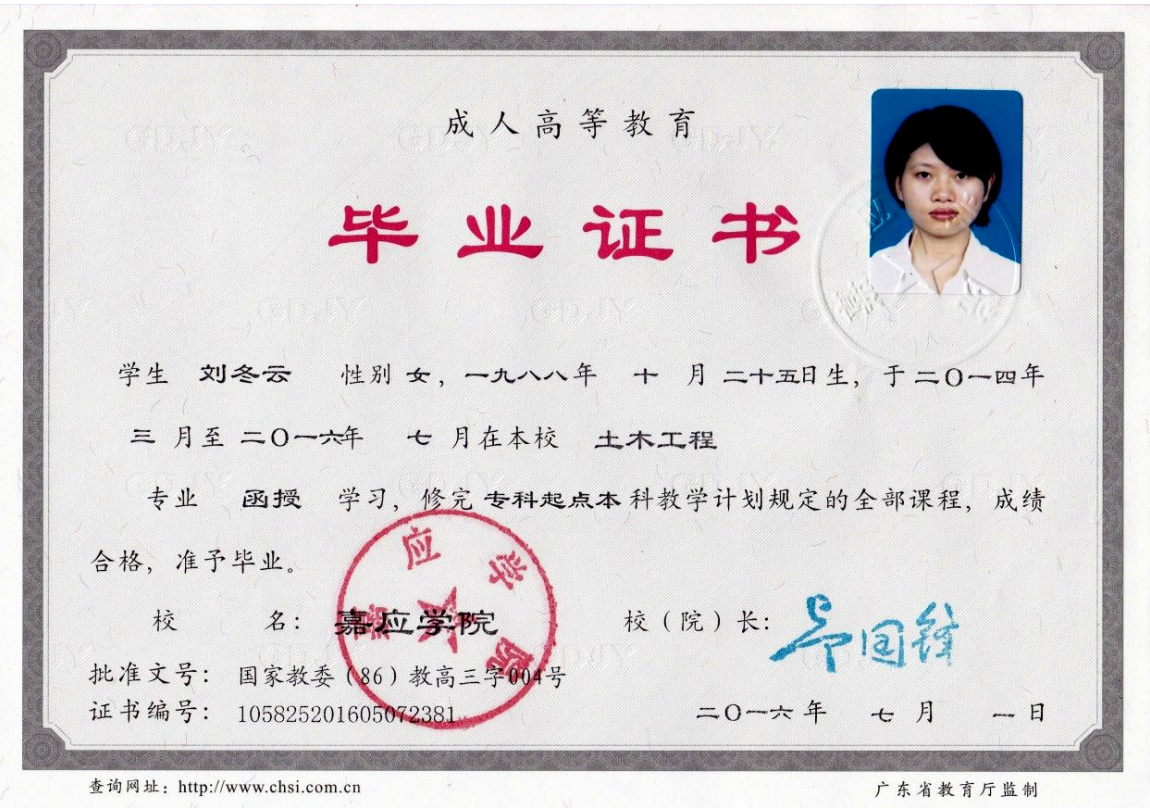 成人高等教育
毕业证书
学生 刘冬云 性别 女，一九八八年 十 月 二十五日生，于二〇一四年
三 月至 二〇一六年 七 月在本校 土木工程
专业 函授 学习，修完 专科起点本 科教学计划规定的全部课程，成绩
合格，准予毕业。
校 名：嘉应学院 校（院）长：
批准文号：国家教委（86）教高三字004号
证书编号：105825201605072381 二〇一六 年 七 月 一 日
查询网址：http://www.chsi.com.cn 广东省教育厅监制
嘉应学院
GDJY